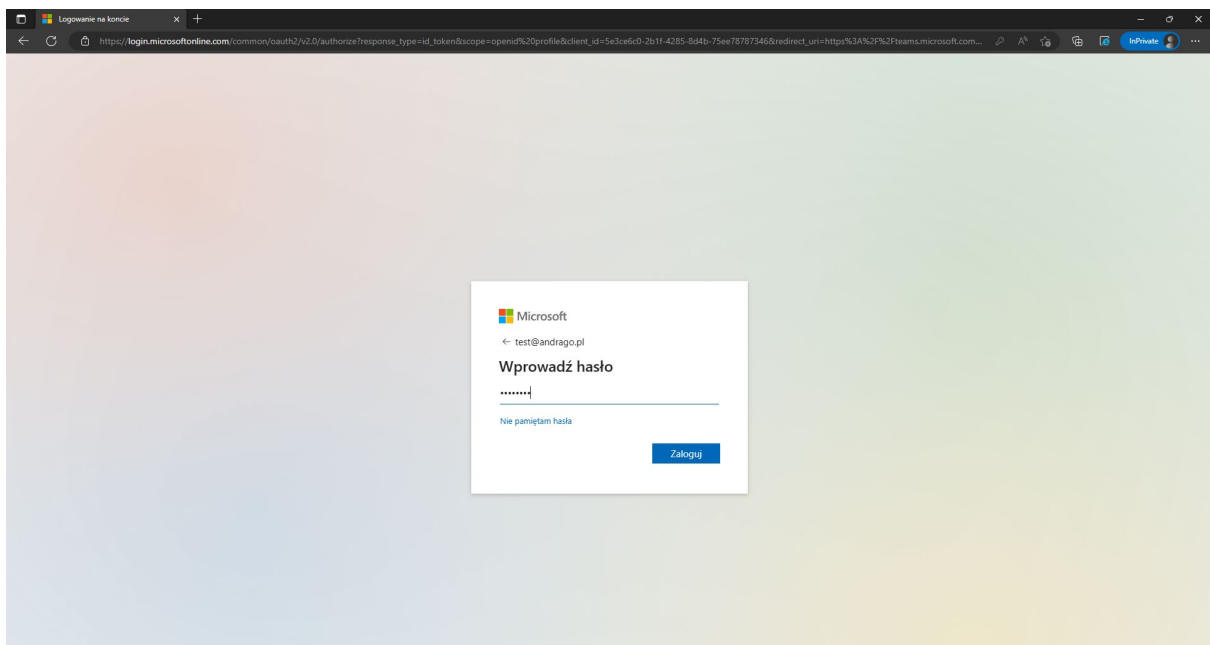 Logowanie na koncie
https://login.microsoftonline.com/common/oauth2/v2.0/authorize?response_type=id_token&scope=openid%20profile&client_id=5e3ce6c0-2b1f-4285-8d4b-75ee78787346&redirect_uri=https%3A%2F%2Fteams.microsoft.com...
InPrivate
Microsoft
← test@andrago.pl
Wprowadź hasło
••••••••
Nie pamiętam hasła
Zaloguj